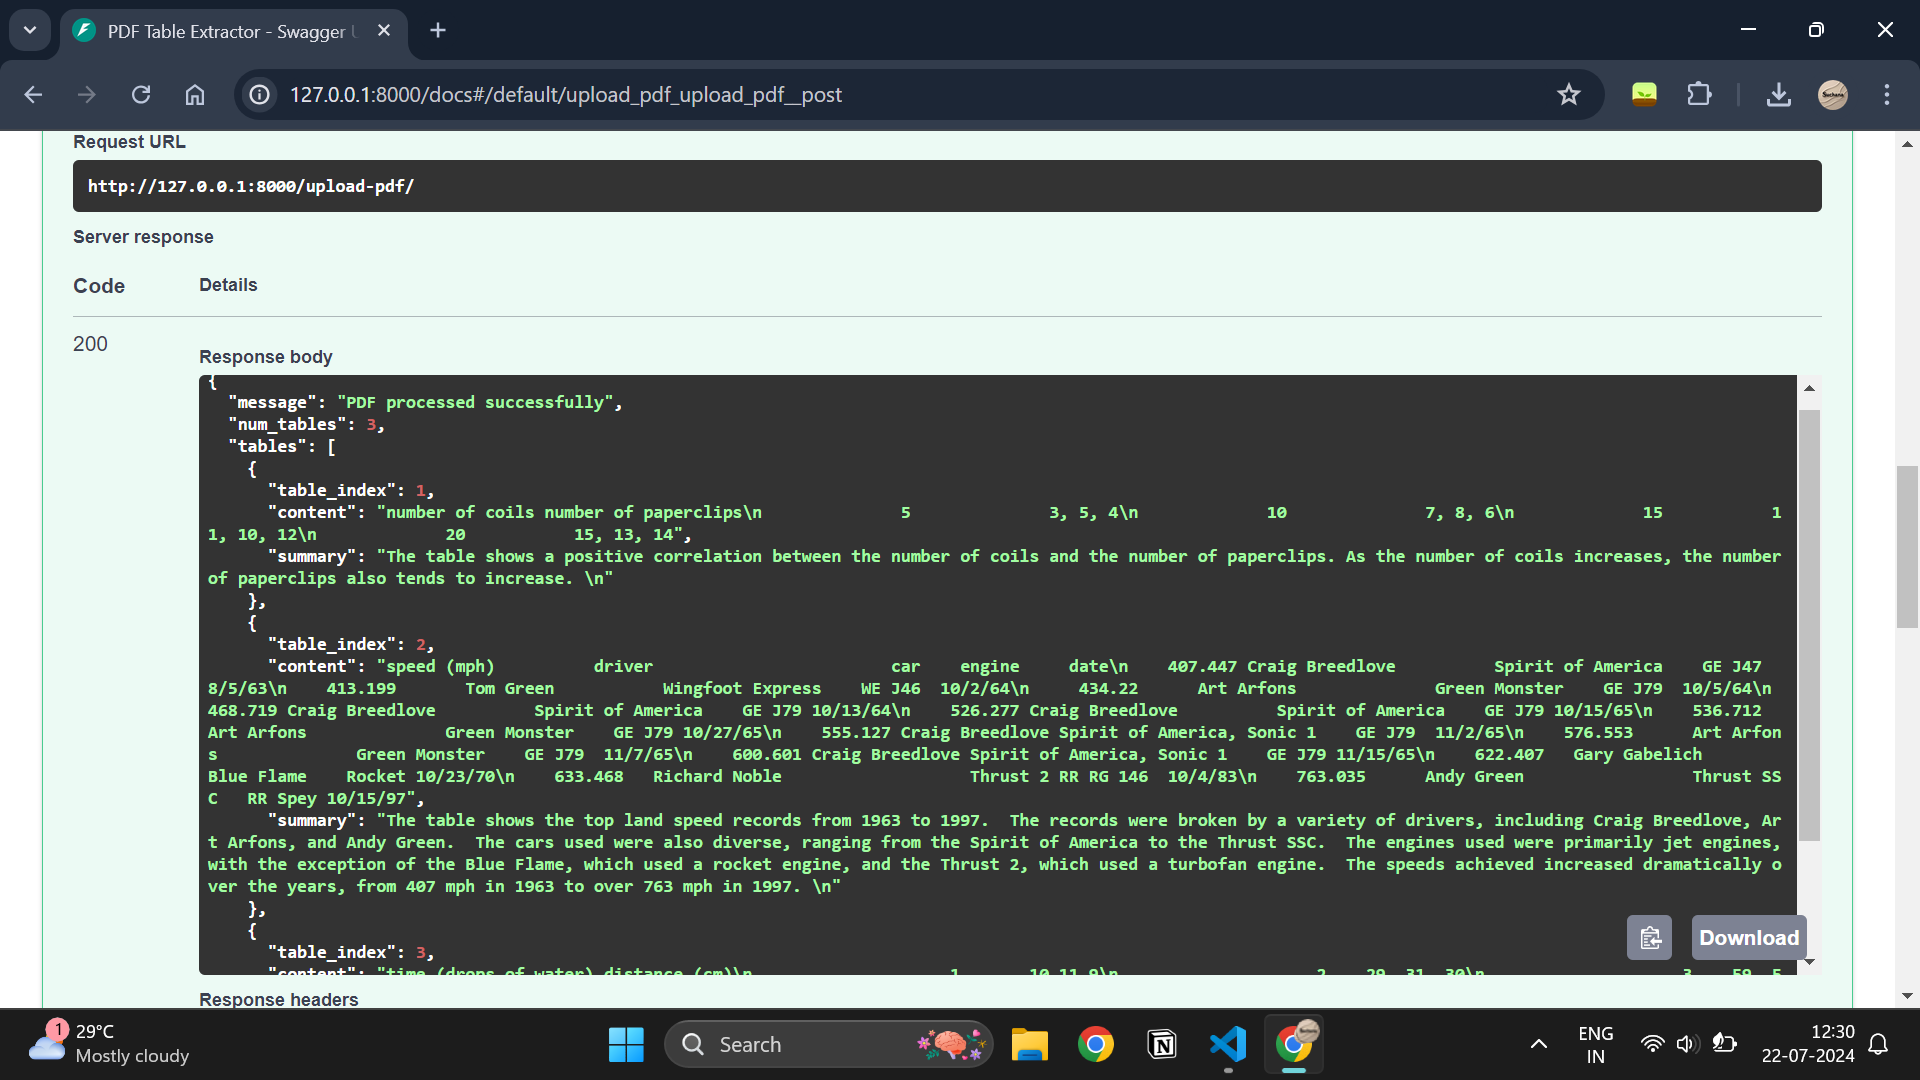 PDF Table Extractor - Swagger U
127.0.0.1:8000/docs#/default/upload_pdf_upload_pdf__post
Request URL
http://127.0.0.1:8000/upload-pdf/
Server response
Code Details
200
Response body
{
"message": "PDF processed successfully",
"num_tables": 3,
"tables": [
{
"table_index": 1,
"content": "number of coils number of paperclips\n 5 3, 5, 4\n 10 7, 8, 6\n 15 1
1, 10, 12\n 20 15, 13, 14",
"summary": "The table shows a positive correlation between the number of coils and the number of paperclips. As the number of coils increases, the number
of paperclips also tends to increase. \n"
},
{
"table_index": 2,
"content": "speed (mph) driver car engine date\n 407.447 Craig Breedlove Spirit of America GE J47
8/5/63\n 413.199 Tom Green Wingfoot Express WE J46 10/2/64\n 434.22 Art Arfons Green Monster GE J79 10/5/64\n
468.719 Craig Breedlove Spirit of America GE J79 10/13/64\n 526.277 Craig Breedlove Spirit of America GE J79 10/15/65\n 536.712
Art Arfons Green Monster GE J79 10/27/65\n 555.127 Craig Breedlove Spirit of America, Sonic 1 GE J79 11/2/65\n 576.553 Art Arfon
s Green Monster GE J79 11/7/65\n 600.601 Craig Breedlove Spirit of America, Sonic 1 GE J79 11/15/65\n 622.407 Gary Gabelich
Blue Flame Rocket 10/23/70\n 633.468 Richard Noble Thrust 2 RR RG 146 10/4/83\n 763.035 Andy Green Thrust SS
C RR Spey 10/15/97",
"summary": "The table shows the top land speed records from 1963 to 1997. The records were broken by a variety of drivers, including Craig Breedlove, Ar
t Arfons, and Andy Green. The cars used were also diverse, ranging from the Spirit of America to the Thrust SSC. The engines used were primarily jet engines,
with the exception of the Blue Flame, which used a rocket engine, and the Thrust 2, which used a turbofan engine. The speeds achieved increased dramatically o
ver the years, from 407 mph in 1963 to over 763 mph in 1997. \n"
},
{
"table_index": 3,
"content": "time (drops of water) distance (cm)\n 1 10,11,9\n 2 29, 31, 30\n 3 59, 5
Download
Response headers
1
29°C
Mostly cloudy
Search
ENG
IN
12:30
22-07-2024